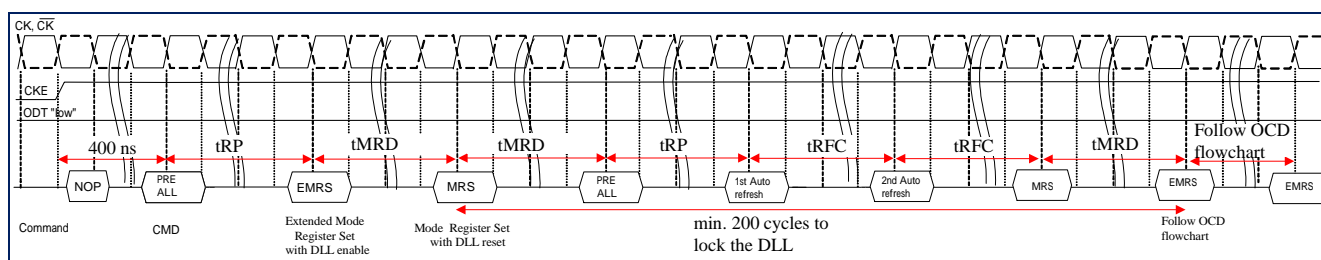 CK, CK
CKE
ODT "low"
400 ns
tRP
tMRD
tMRD
tRP
tRFC
tRFC
tMRD
Follow OCD
flowchart
NOP
PRE
ALL
EMRS
MRS
PRE
ALL
1st Auto
refresh
2nd Auto
refresh
MRS
EMRS
EMRS
Command
CMD
Extended Mode
Register Set
with DLL enable
Mode Register Set
with DLL reset
min. 200 cycles to
lock the DLL
Follow OCD
flowchart